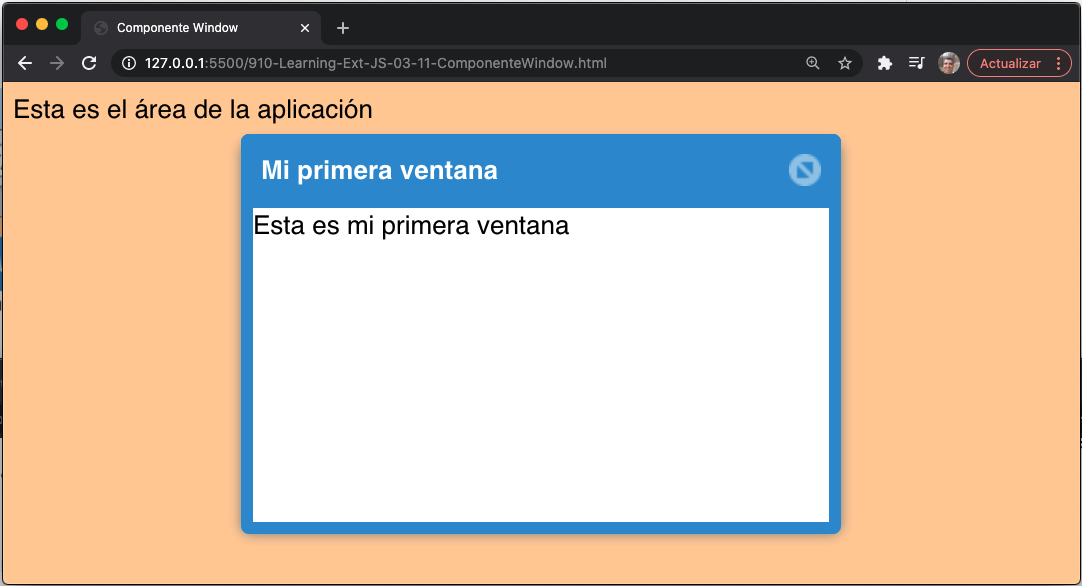 Componente Window
127.0.0.1:5500/910-Learning-Ext-JS-03-11-ComponenteWindow.html
Actualizar
Esta es el área de la aplicación
Mi primera ventana
Esta es mi primera ventana